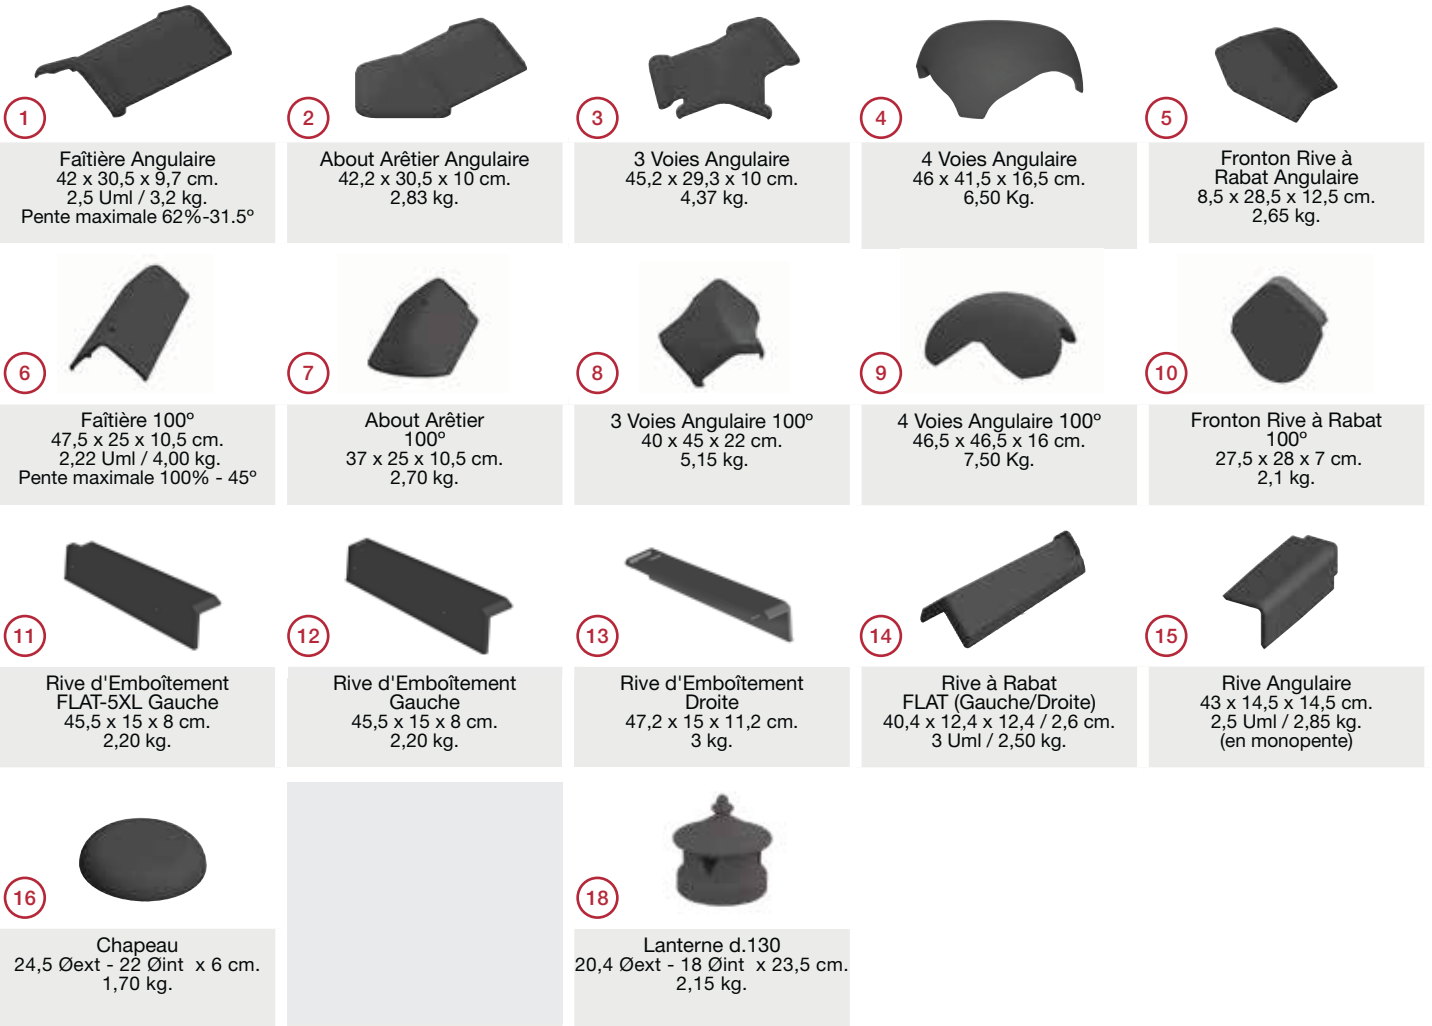 1
Faîtière Angulaire
42 x 30,5 x 9,7 cm.
2,5 Uml / 3,2 kg.
Pente maximale 62%-31.5º
2
About Arêtier Angulaire
42,2 x 30,5 x 10 cm.
2,83 kg.
3
3 Voies Angulaire
45,2 x 29,3 x 10 cm.
4,37 kg.
4
4 Voies Angulaire
46 x 41,5 x 16,5 cm.
6,50 Kg.
5
Fronton Rive à
Rabat Angulaire
8,5 x 28,5 x 12,5 cm.
2,65 kg.
6
Faîtière 100º
47,5 x 25 x 10,5 cm.
2,22 Uml / 4,00 kg.
Pente maximale 100% - 45º
7
About Arêtier
100º
37 x 25 x 10,5 cm.
2,70 kg.
8
3 Voies Angulaire 100º
40 x 45 x 22 cm.
5,15 kg.
9
4 Voies Angulaire 100º
46,5 x 46,5 x 16 cm.
7,50 Kg.
10
Fronton Rive à Rabat
100º
27,5 x 28 x 7 cm.
2,1 kg.
11
Rive d'Emboîtement
FLAT-5XL Gauche
45,5 x 15 x 8 cm.
2,20 kg.
12
Rive d'Emboîtement
Gauche
45,5 x 15 x 8 cm.
2,20 kg.
13
Rive d'Emboîtement
Droite
47,2 x 15 x 11,2 cm.
3 kg.
14
Rive à Rabat
FLAT (Gauche/Droite)
40,4 x 12,4 x 12,4 / 2,6 cm.
3 Uml / 2,50 kg.
15
Rive Angulaire
43 x 14,5 x 14,5 cm.
2,5 Uml / 2,85 kg.
(en monopente)
16
Chapeau
24,5 Øext - 22 Øint x 6 cm.
1,70 kg.
18
Lanterne d.130
20,4 Øext - 18 Øint x 23,5 cm.
2,15 kg.